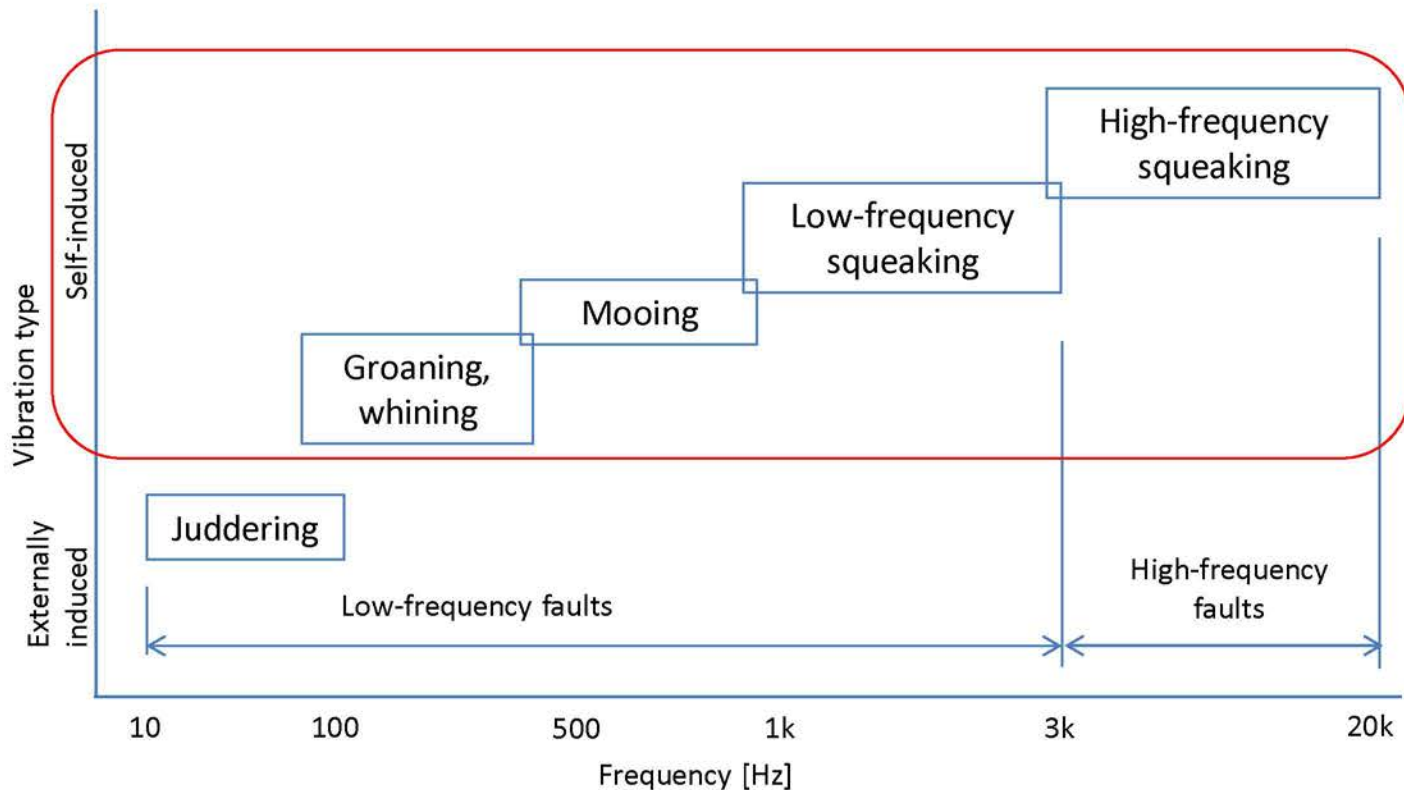 High-frequency
squeaking
Low-frequency
squeaking
Mooing
Groaning,
whining
Juddering
Self-induced
Vibration type
Externally
induced
Low-frequency faults
High-frequency
faults
10 100 500 1k 3k 20k
Frequency [Hz]